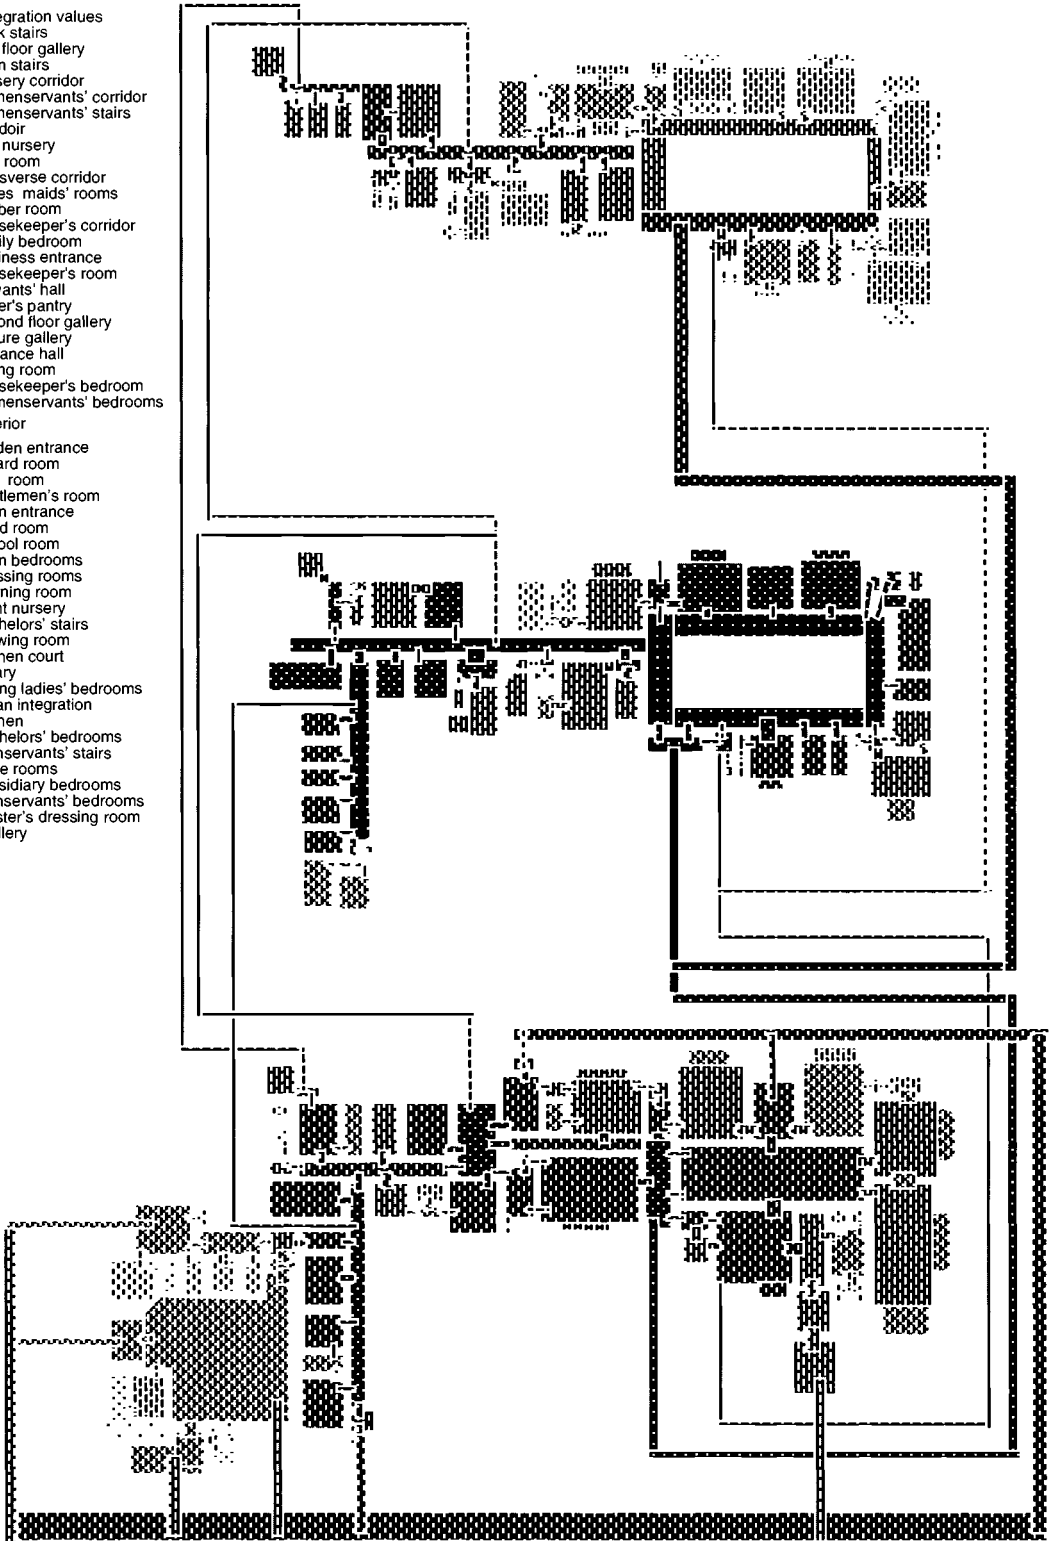 egration values
k stairs
floor gallery
n stairs
sery corridor
menservants' corridor
menservants' stairs
doir
nursery
room
sverse corridor
es maids' rooms
ber room
sekeeper's corridor
ily bedroom
iness entrance
sekeeper's room
ants' hall
er's pantry
ond floor gallery
ure gallery
ance hall
ng room
sekeeper's bedroom
menservants' bedrooms
erior
den entrance
ard room
room
tlemen's room
n entrance
d room
ool room
n bedrooms
ssing rooms
ning room
nt nursery
helors' stairs
wing room
hen court
ary
ng ladies' bedrooms
an integration
hen
helors' bedrooms
nservants' stairs
e rooms
sidiary bedrooms
nservants' bedrooms
ster's dressing room
llery